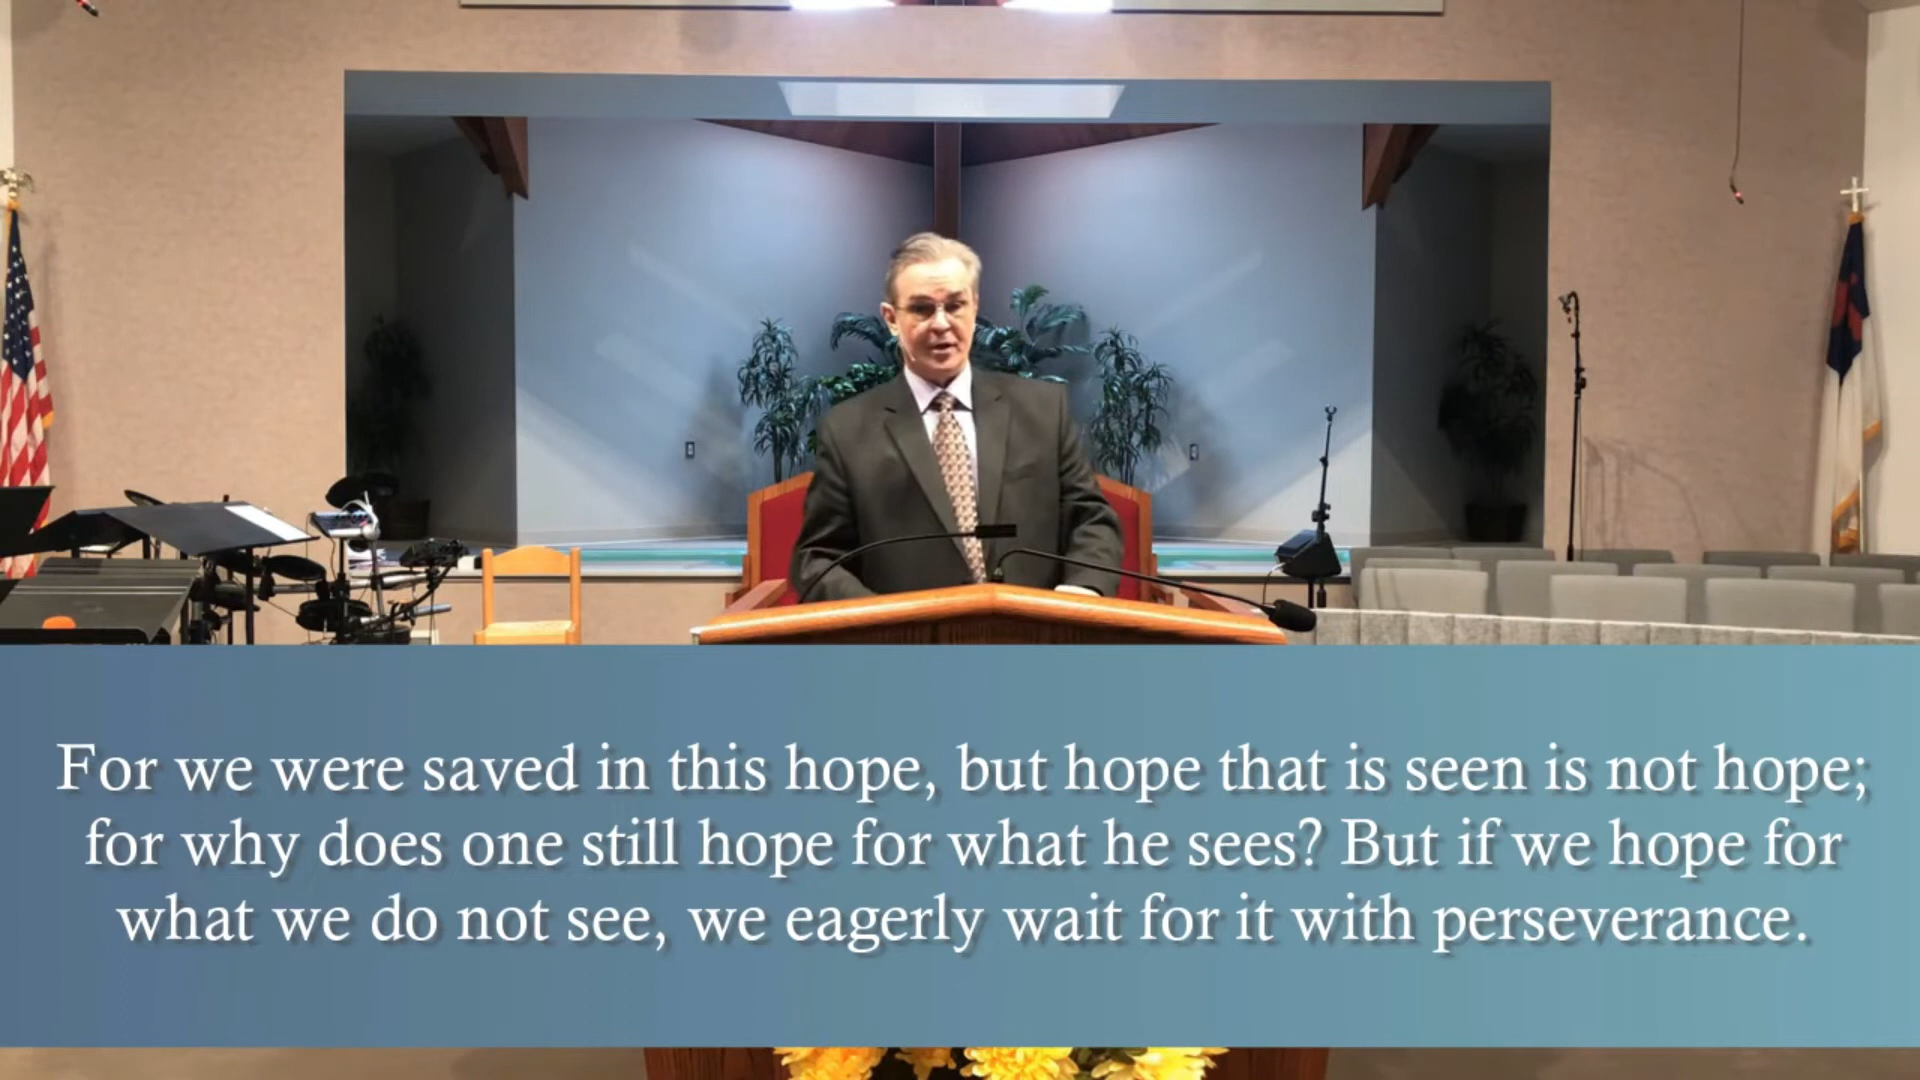 For we were saved in this hope, but hope that is seen is not hope;
for why does one still hope for what he sees? But if we hope for
what we do not see, we eagerly wait for it with perseverance.